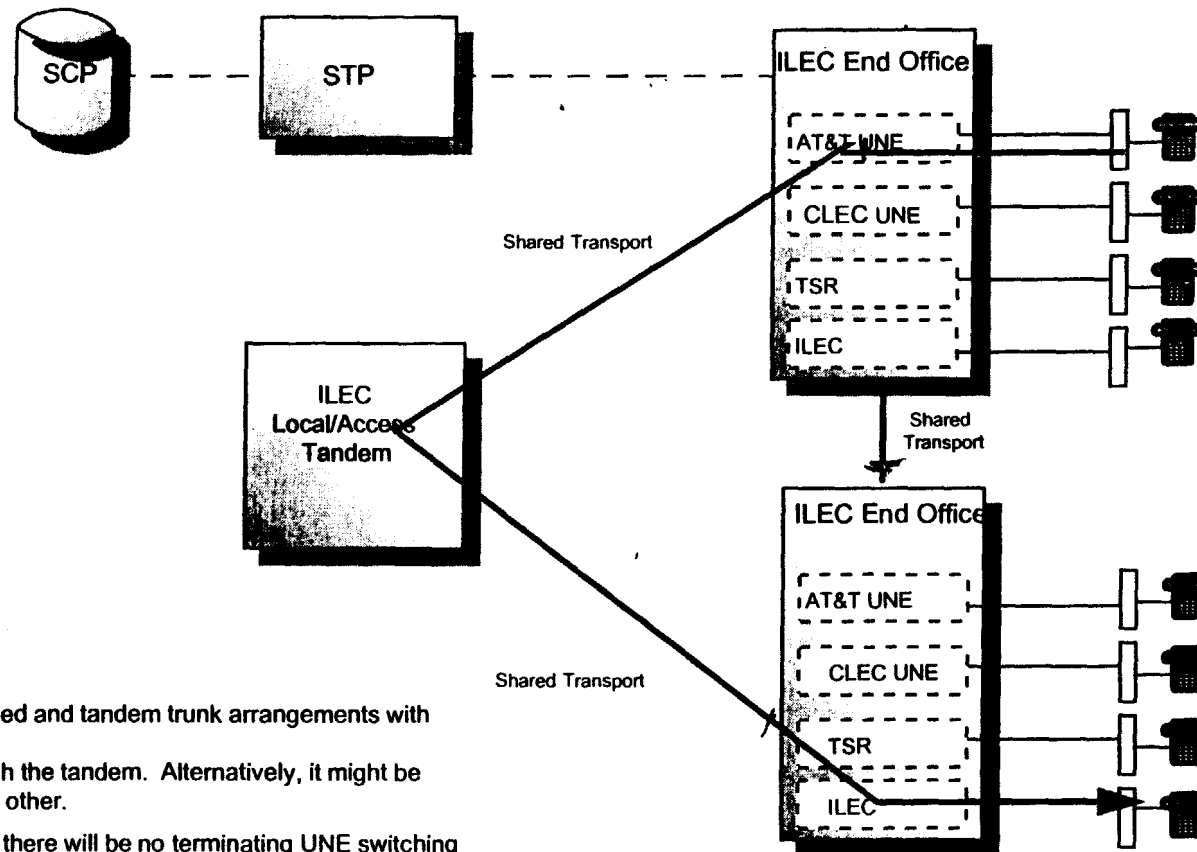 SCP
STP
ILEC End Office
AT&T UNE
CLEC UNE
TSR
ILEC
Shared Transport
ILEC
Local/Access
Tandem
Shared
Transport
ILEC End Office
AT&T UNE
CLEC UNE
TSR
ILEC
Shared Transport
ed and tandem trunk arrangements with
h the tandem. Alternatively, it might be
other.
there will be no terminating UNE switching